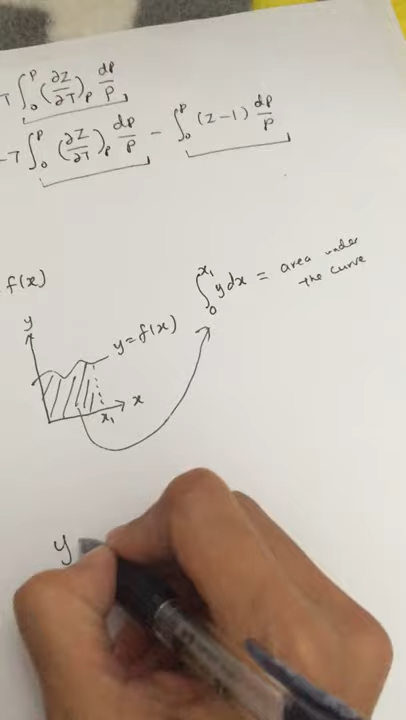 T ∫₀ᴾ (∂Z/∂T)ₚ dP/P
-T ∫₀ᴾ (∂Z/∂T)ₚ dP/P - ∫₀ᴾ (Z-1) dP/P
f(x)
∫₀^x₁ y dx = area under
the curve
y
y=f(x)
x
x₁
y